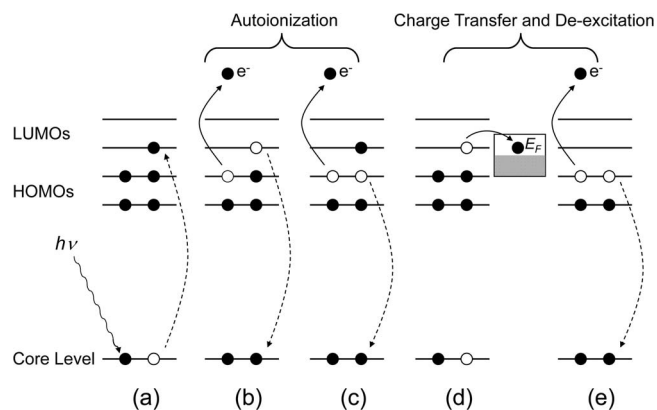 Autoionization
Charge Transfer and De-excitation
e-
e-
e-
LUMOs
E_F
HOMOs
hν
Core Level
(a)
(b)
(c)
(d)
(e)